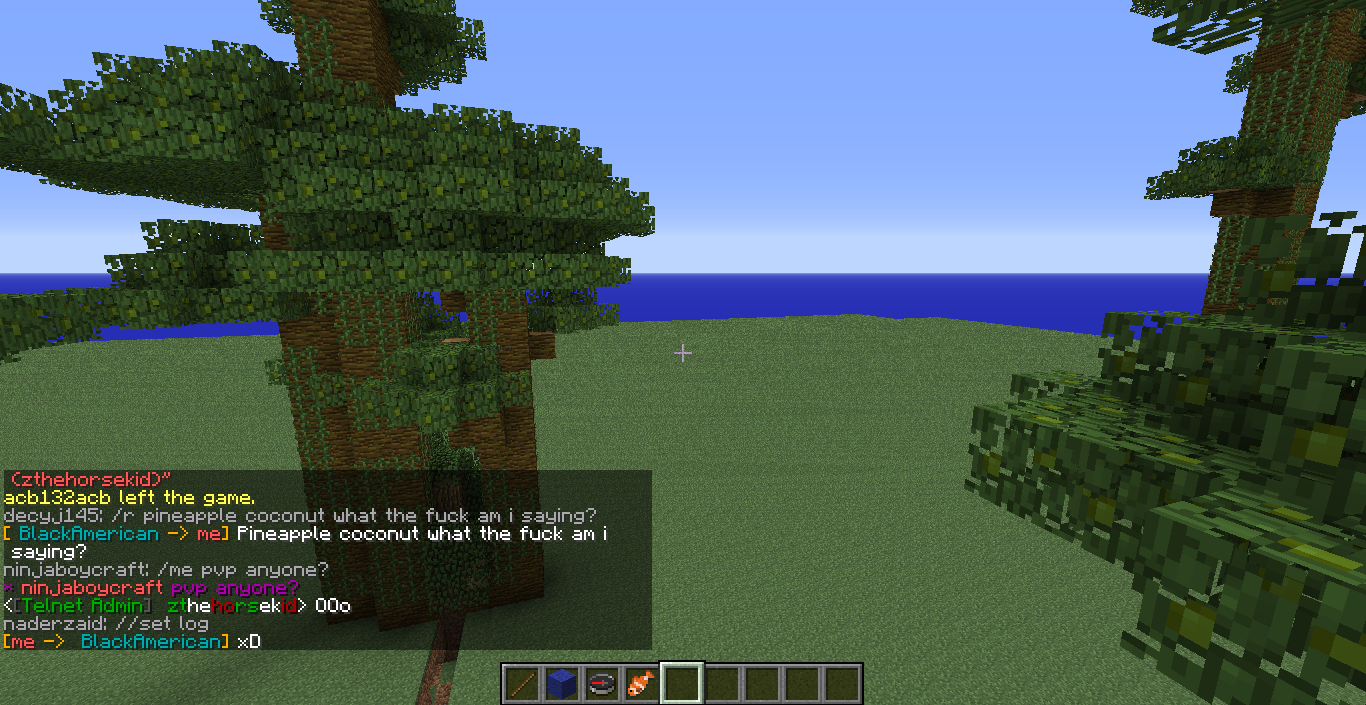 (zthehorsekid)"
acb132acb left the game.
decyj145: /r pineapple coconut what the fuck am i saying?
[ BlackAmerican -> me] Pineapple coconut what the fuck am i
saying?
ninjaboycraft: /me pvp anyone?
* ninjaboycraft pvp anyone?
<[Telnet Admin] zthehorsekid> OOo
naderzaid: //set log
[me -> BlackAmerican] xD